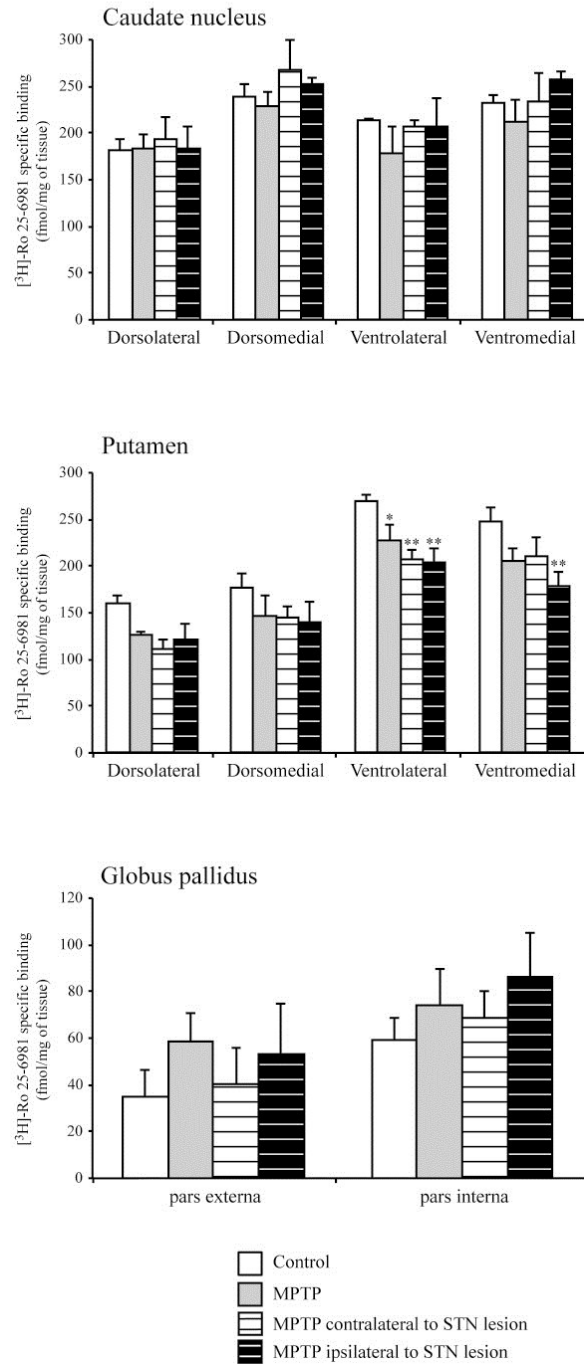 Caudate nucleus
[³H]-Ro 25-6981 specific binding
(fmol/mg of tissue)
300
250
200
150
100
50
0
Dorsolateral Dorsomedial Ventrolateral Ventromedial
Putamen
[³H]-Ro 25-6981 specific binding
(fmol/mg of tissue)
300
250
200
150
100
50
0
* ** ** **
Dorsolateral Dorsomedial Ventrolateral Ventromedial
Globus pallidus
[³H]-Ro 25-6981 specific binding
(fmol/mg of tissue)
120
100
80
60
40
20
0
pars externa pars interna
Control
MPTP
MPTP contralateral to STN lesion
MPTP ipsilateral to STN lesion